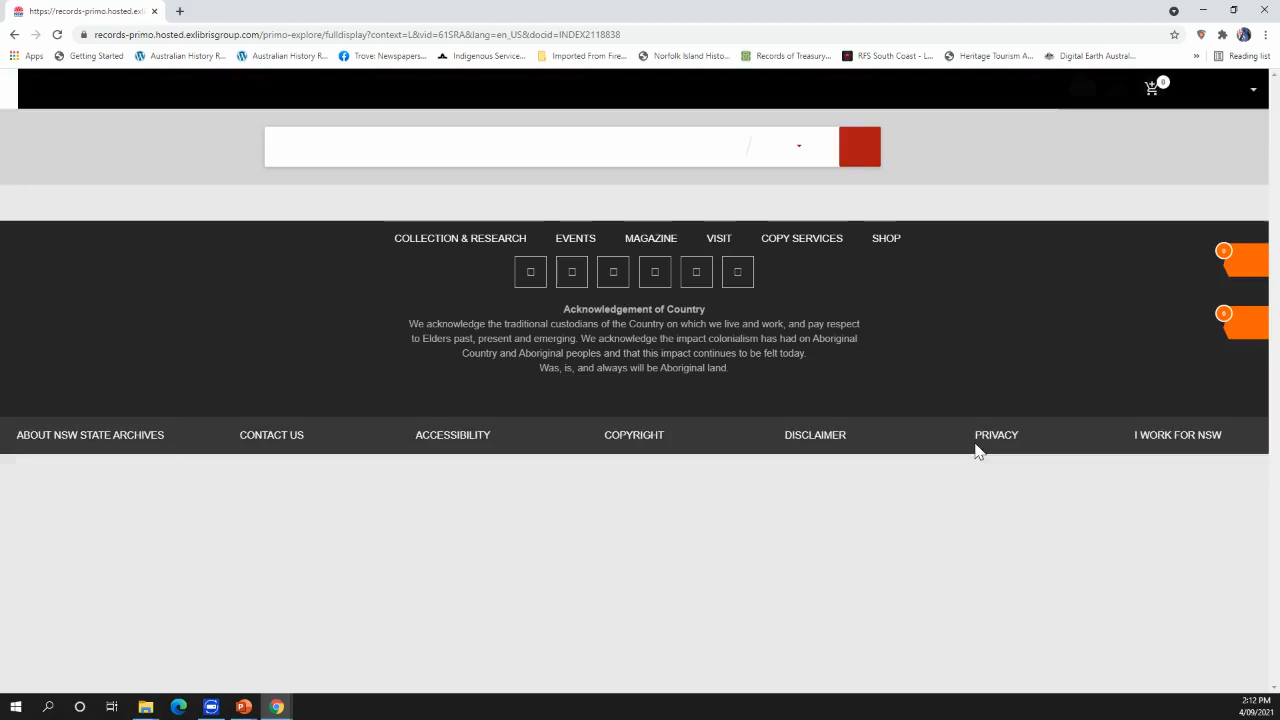 https://records-primo.hosted.exli
records-primo.hosted.exlibrisgroup.com/primo-explore/fulldisplay?context=L&vid=61SRA&lang=en_US&docid=INDEX2118838
Apps Getting Started Australian History R... Australian History R... Trove: Newspapers... Indigenous Service... Imported From Fire... Norfolk Island Histo... Records of Treasury... RFS South Coast - L... Heritage Tourism A... Digital Earth Austral... » Reading list
0
COLLECTION & RESEARCH EVENTS MAGAZINE VISIT COPY SERVICES SHOP
0
Acknowledgement of Country
0
We acknowledge the traditional custodians of the Country on which we live and work, and pay respect
to Elders past, present and emerging. We acknowledge the impact colonialism has had on Aboriginal
Country and Aboriginal peoples and that this impact continues to be felt today.
Was, is, and always will be Aboriginal land.
ABOUT NSW STATE ARCHIVES CONTACT US ACCESSIBILITY COPYRIGHT DISCLAIMER PRIVACY I WORK FOR NSW
2:12 PM
4/09/2021